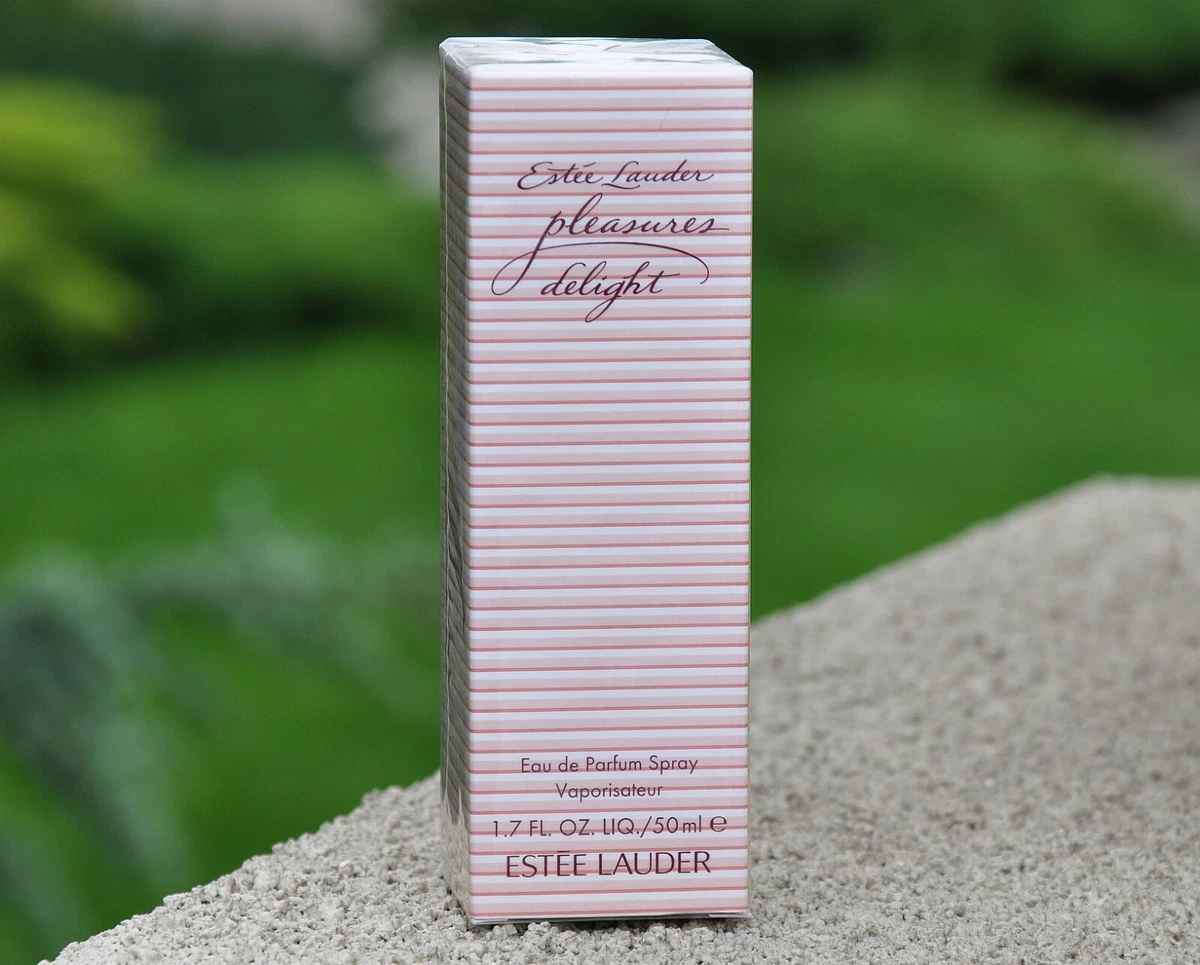 Estée Lauder
pleasures
delight
Eau de Parfum Spray
Vaporisateur
1.7 FL. OZ. LIQ./50 ml ℮
ESTĒE LAUDER